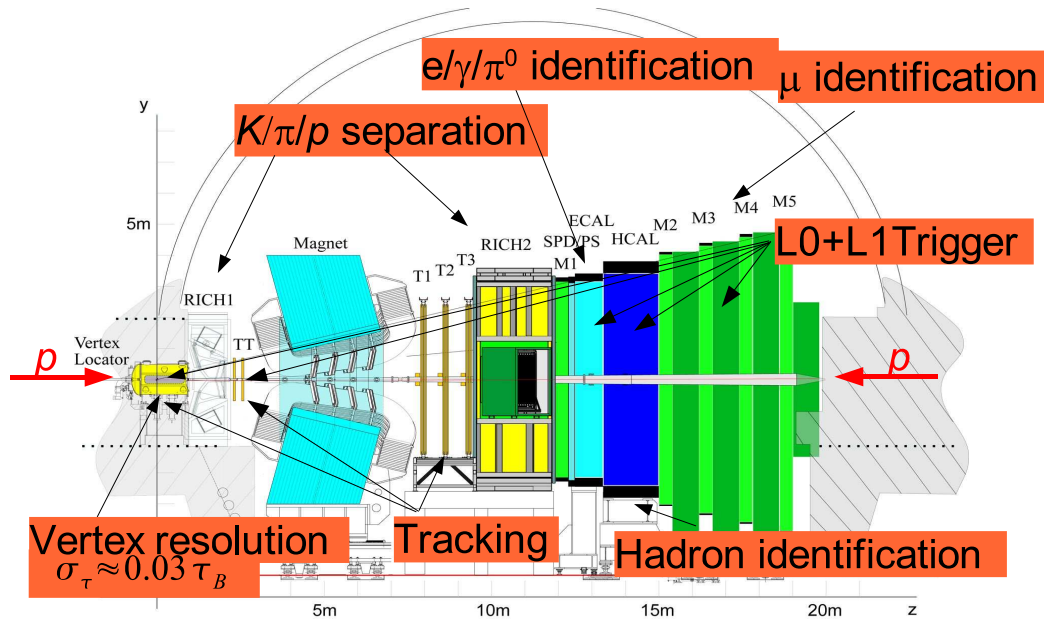 e/γ/π⁰ identification
μ identification
y
K/π/p separation
5m
M5
M4
M3
M2
ECAL
SPD/PS
HCAL
M1
RICH2
Magnet
T3
T2
T1
L0+L1Trigger
RICH1
TT
Vertex
Locator
p
p
Vertex resolution
σ_τ≈0.03 τ_B
Tracking
Hadron identification
5m
10m
15m
20m
z